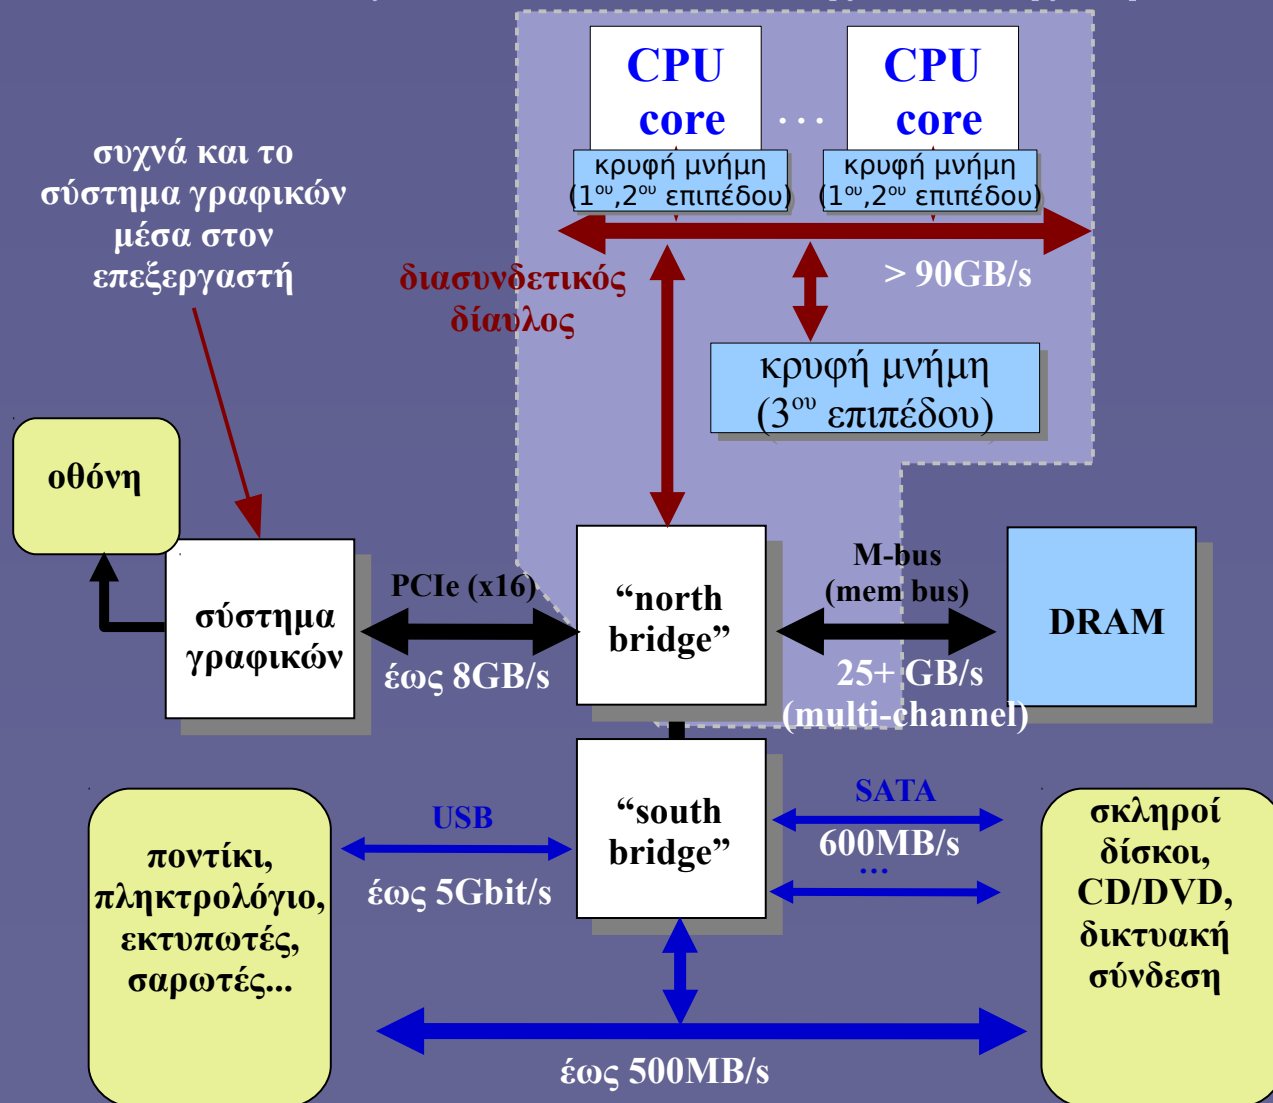 CPU
core
...
CPU
core
κρυφή μνήμη
(1ου,2ου επιπέδου)
κρυφή μνήμη
(1ου,2ου επιπέδου)
συχνά και το
σύστημα γραφικών
μέσα στον
επεξεργαστή
διασυνδετικός
δίαυλος
> 90GB/s
κρυφή μνήμη
(3ου επιπέδου)
οθόνη
σύστημα
γραφικών
PCIe (x16)
έως 8GB/s
“north
bridge”
M-bus
(mem bus)
25+ GB/s
(multi-channel)
DRAM
ποντίκι,
πληκτρολόγιο,
εκτυπωτές,
σαρωτές...
USB
έως 5Gbit/s
“south
bridge”
SATA
600MB/s
...
σκληροί
δίσκοι,
CD/DVD,
δικτυακή
σύνδεση
έως 500MB/s